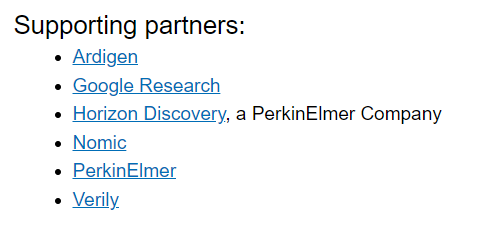 Supporting partners:
Ardigen
Google Research
Horizon Discovery, a PerkinElmer Company
Nomic
PerkinElmer
Verily